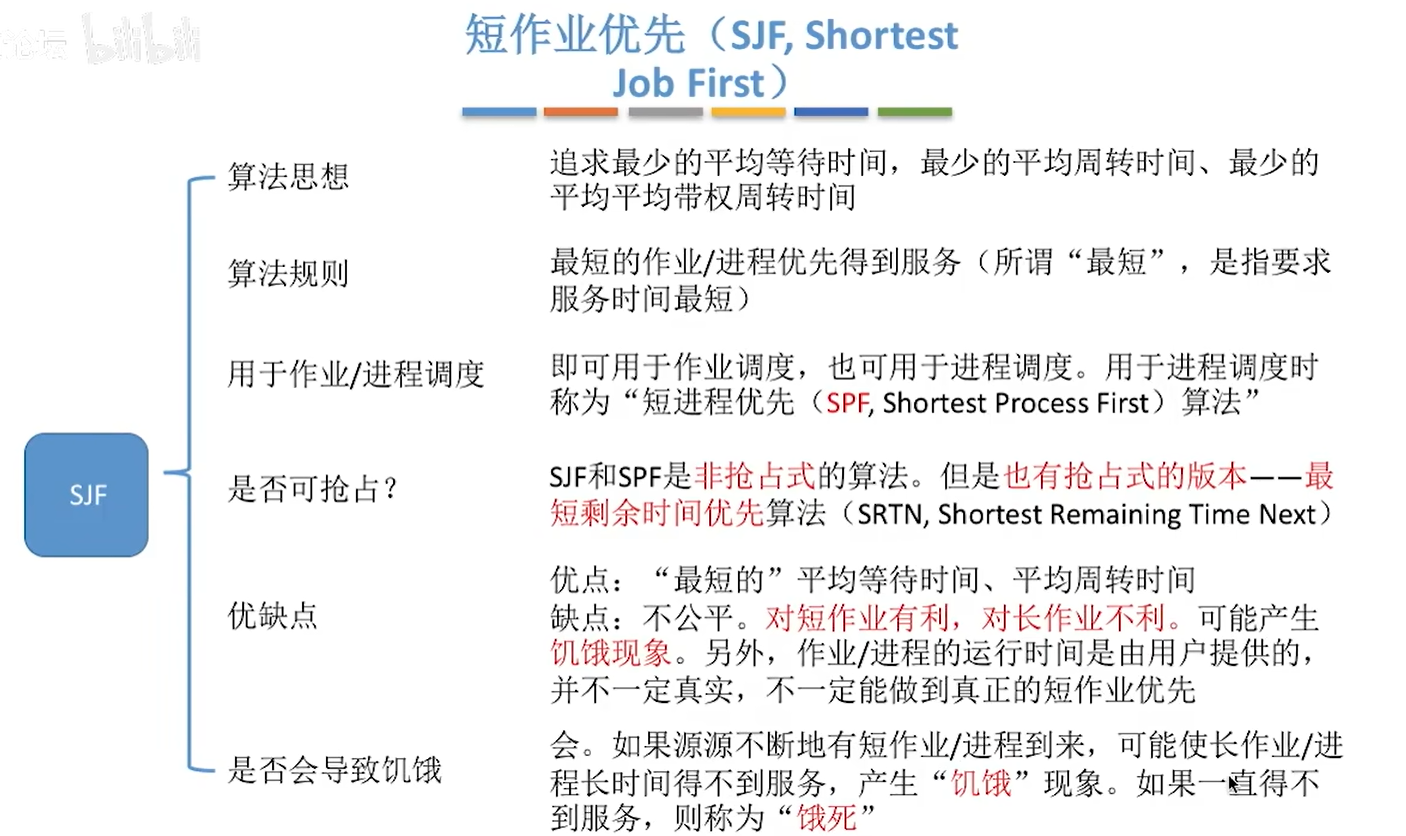 论坛 bilibili
短作业优先（SJF, Shortest
Job First）
算法思想
追求最少的平均等待时间，最少的平均周转时间、最少的
平均平均带权周转时间
算法规则
最短的作业/进程优先得到服务（所谓“最短”，是指要求
服务时间最短）
用于作业/进程调度
即可用于作业调度，也可用于进程调度。用于进程调度时
称为“短进程优先（SPF, Shortest Process First）算法”
SJF
是否可抢占？
SJF和SPF是非抢占式的算法。但是也有抢占式的版本——最
短剩余时间优先算法（SRTN, Shortest Remaining Time Next）
优缺点
优点：“最短的”平均等待时间、平均周转时间
缺点：不公平。对短作业有利，对长作业不利。可能产生
饥饿现象。另外，作业/进程的运行时间是由用户提供的，
并不一定真实，不一定能做到真正的短作业优先
是否会导致饥饿
会。如果源源不断地有短作业/进程到来，可能使长作业/进
程长时间得不到服务，产生“饥饿”现象。如果一直得不
到服务，则称为“饿死”